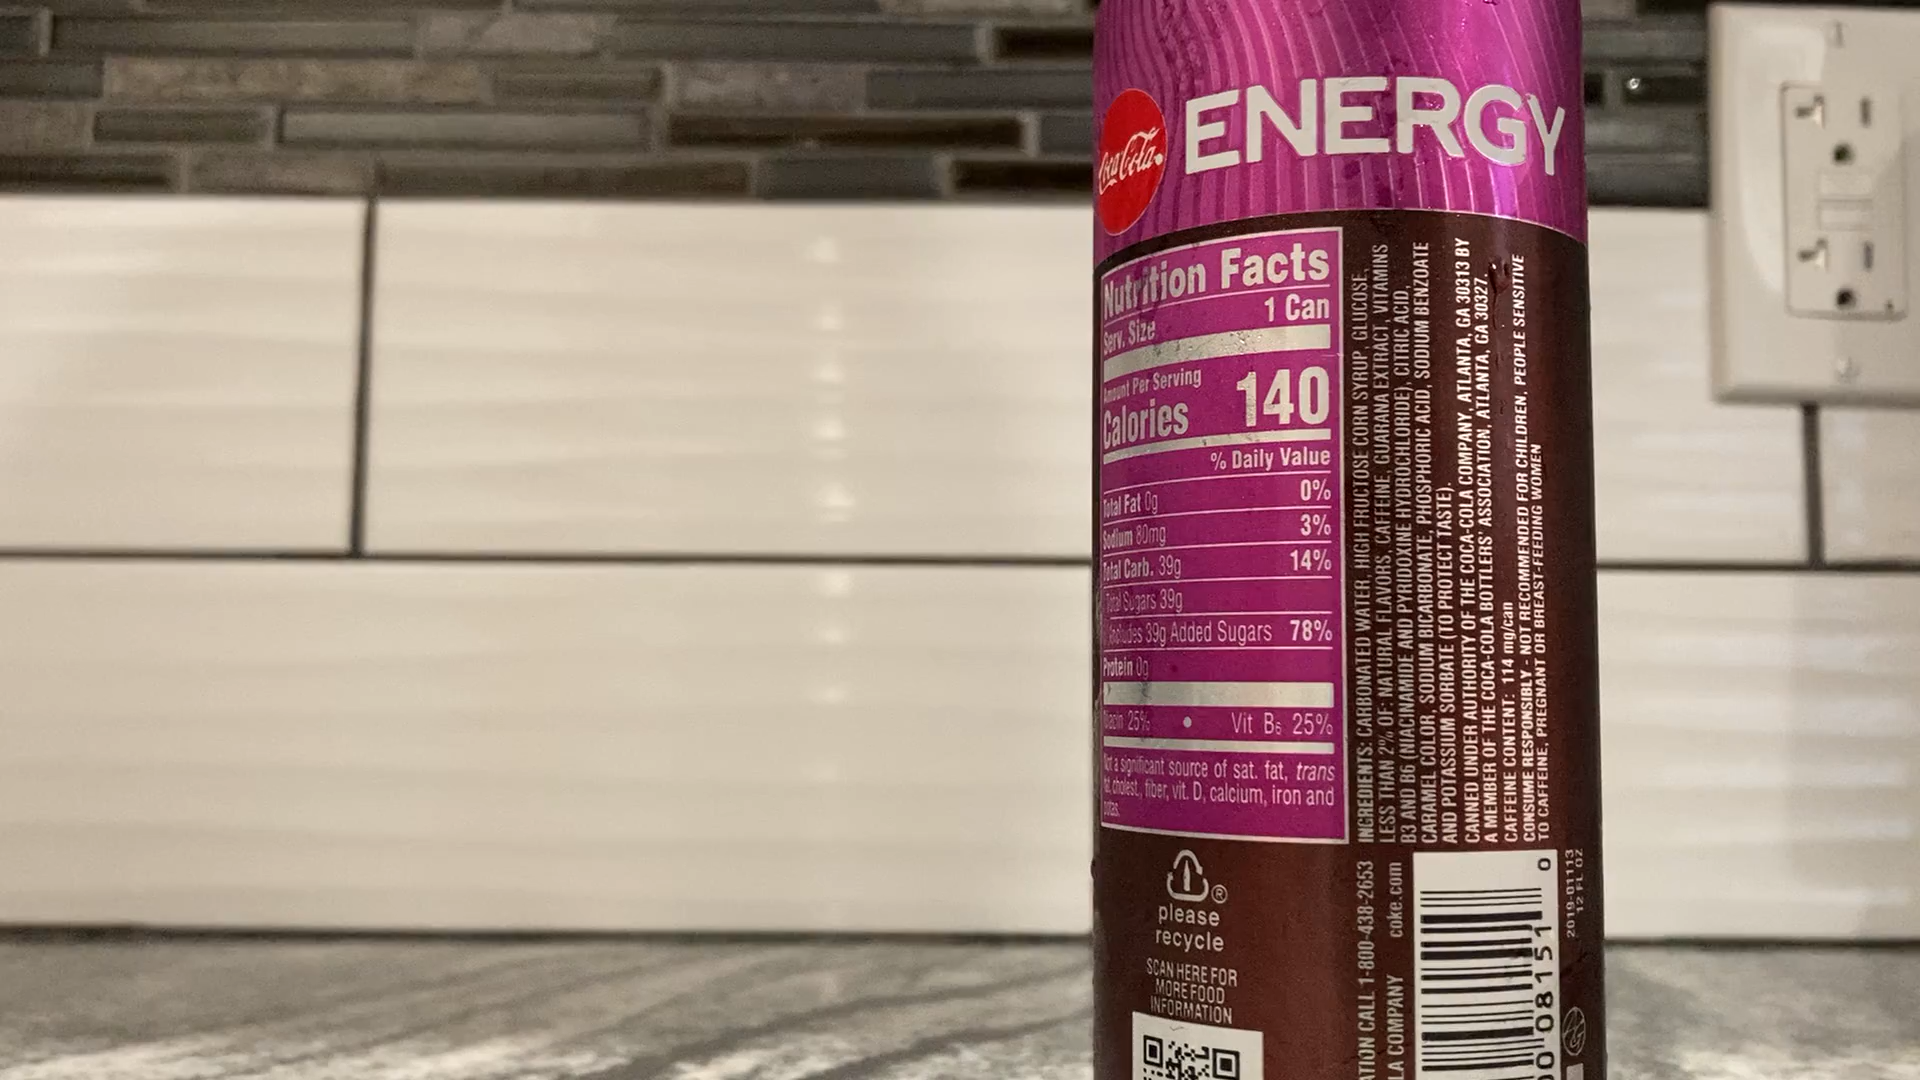 Coca-Cola ENERGY
Nutrition Facts
Serv. Size 1 Can
Amount Per Serving
Calories 140
% Daily Value
Total Fat 0g 0%
Sodium 80mg 3%
Total Carb. 39g 14%
Total Sugars 39g
Includes 39g Added Sugars 78%
Protein 0g
Niacin 25% • Vit B6 25%
Not a significant source of sat. fat, trans
fat, cholest., fiber, vit. D, calcium, iron and
potas.
INGREDIENTS: CARBONATED WATER, HIGH FRUCTOSE CORN SYRUP, GLUCOSE,
LESS THAN 2% OF: NATURAL FLAVORS, CAFFEINE, GUARANA EXTRACT, VITAMINS
B3 AND B6 (NIACINAMIDE AND PYRIDOXINE HYDROCHLORIDE), CITRIC ACID,
CARAMEL COLOR, SODIUM BICARBONATE, PHOSPHORIC ACID, SODIUM BENZOATE
AND POTASSIUM SORBATE (TO PROTECT TASTE).
CANNED UNDER AUTHORITY OF THE COCA-COLA COMPANY, ATLANTA, GA 30313 BY
A MEMBER OF THE COCA-COLA BOTTLERS' ASSOCIATION, ATLANTA, GA 30327.
CAFFEINE CONTENT: 114 mg/can
CONSUME RESPONSIBLY - NOT RECOMMENDED FOR CHILDREN, PEOPLE SENSITIVE
TO CAFFEINE, PREGNANT OR BREAST-FEEDING WOMEN
®
please
recycle
SCAN HERE FOR
MORE FOOD
INFORMATION
CALL 1-800-438-2653
COMPANY coke.com
08151 0
2019-01113
12 FL OZ